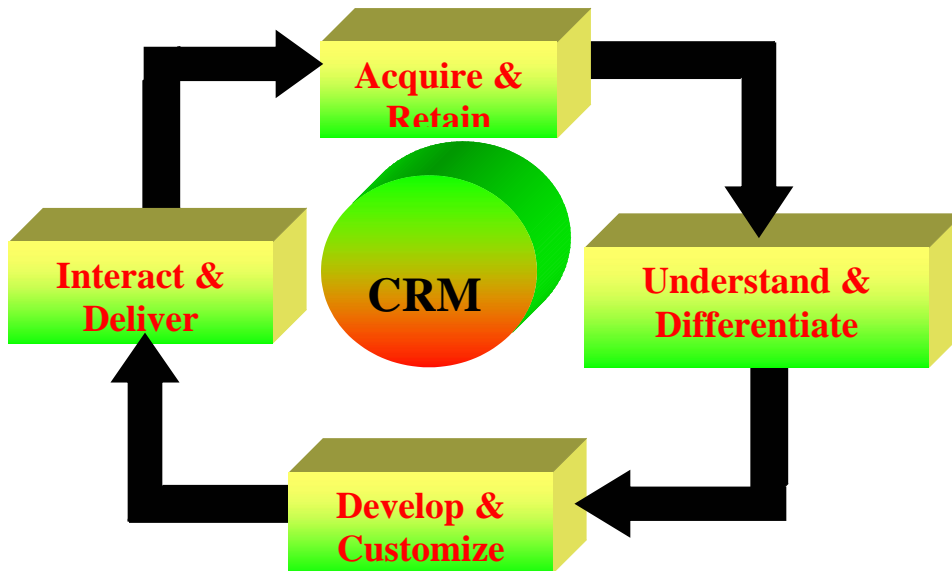 Acquire &
Retain
Interact &
Deliver
CRM
Understand &
Differentiate
Develop &
Customize